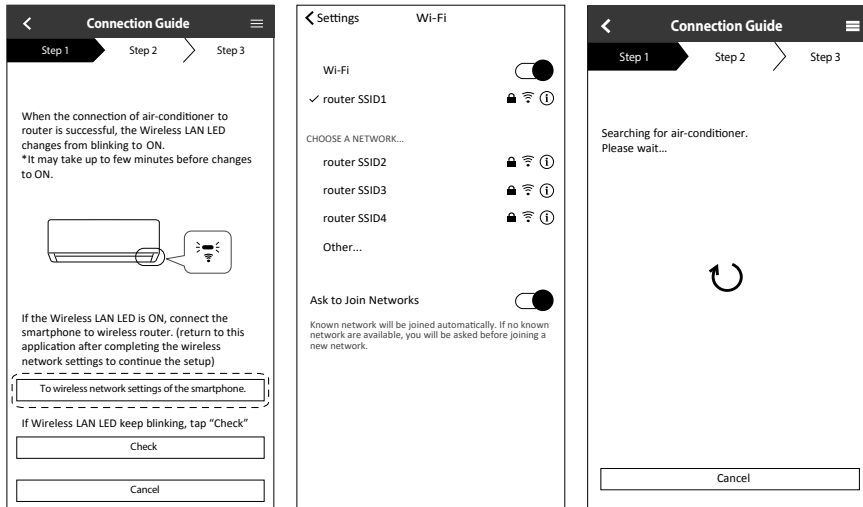 Connection Guide
Step 1
Step 2
Step 3
When the connection of air-conditioner to
router is successful, the Wireless LAN LED
changes from blinking to ON.
*It may take up to few minutes before changes
to ON.
If the Wireless LAN LED is ON, connect the
smartphone to wireless router. (return to this
application after completing the wireless
network settings to continue the setup)
To wireless network settings of the smartphone.
If Wireless LAN LED keep blinking, tap “Check”
Check
Cancel
Settings
Wi-Fi
Wi-Fi
router SSID1
CHOOSE A NETWORK...
router SSID2
router SSID3
router SSID4
Other...
Ask to Join Networks
Known network will be joined automatically. If no known
network are available, you will be asked before joining a
new network.
Connection Guide
Step 1
Step 2
Step 3
Searching for air-conditioner.
Please wait...
Cancel